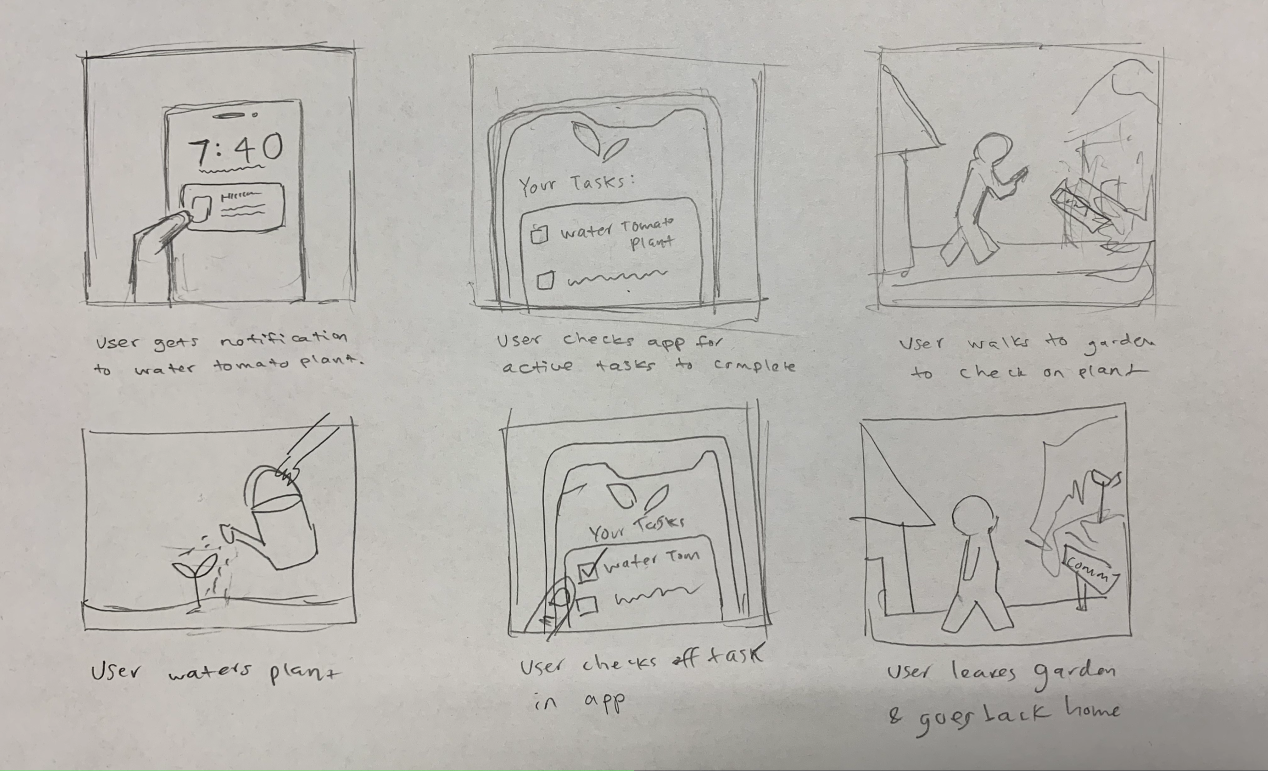 7:40
User gets notification
to water tomato plant.
Your Tasks:
water Tomato
plant
User checks app for
active tasks to complete
User walks to garden
to check on plant
User waters plant
Your Tasks
water Tom
User checks off task
in app
comm
User leaves garden
& goes back home